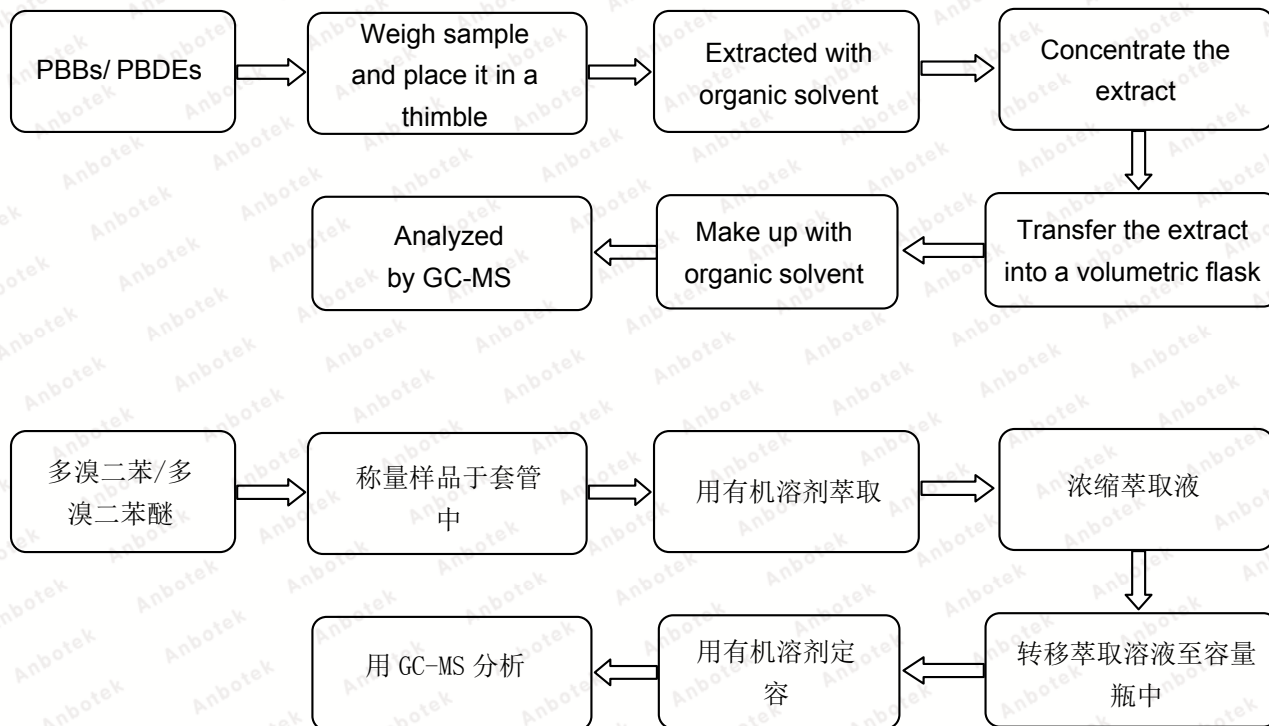 PBBs/ PBDEs
Weigh sample
and place it in a
thimble
Extracted with
organic solvent
Concentrate the
extract
Transfer the extract
into a volumetric flask
Make up with
organic solvent
Analyzed
by GC-MS
多溴二苯/多
溴二苯醚
称量样品于套管
中
用有机溶剂萃取
浓缩萃取液
转移萃取溶液至容量
瓶中
用有机溶剂定
容
用 GC-MS 分析
Anbotek